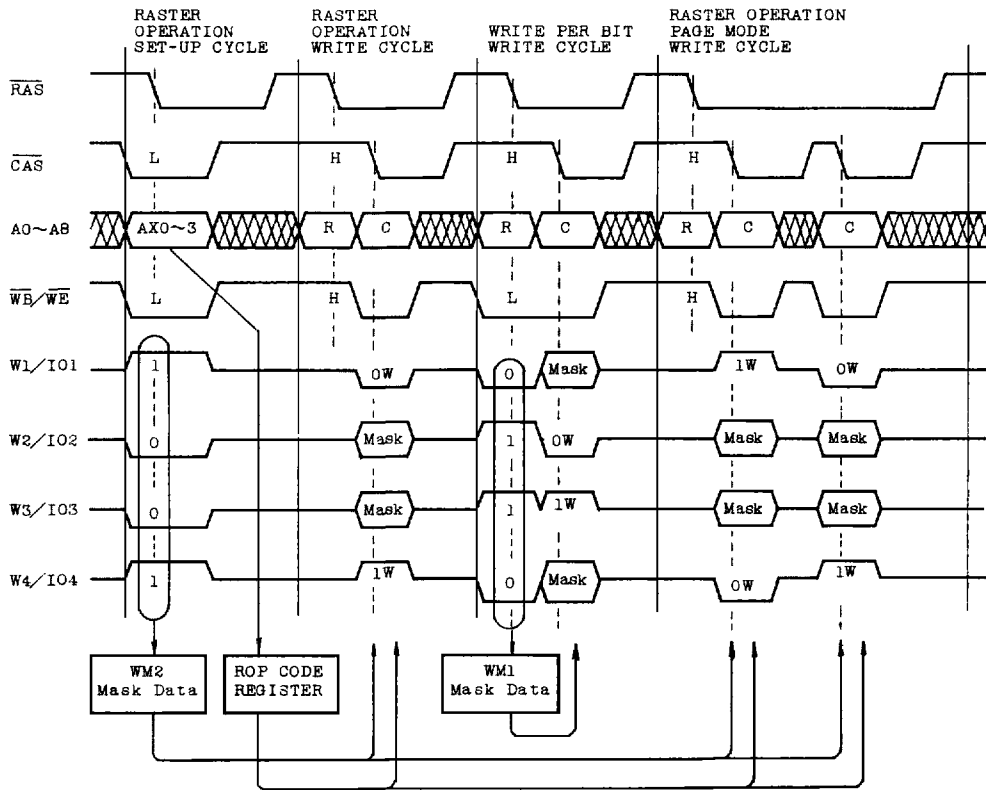 RASTER OPERATION SET-UP CYCLE
RASTER OPERATION WRITE CYCLE
WRITE PER BIT WRITE CYCLE
RASTER OPERATION PAGE MODE WRITE CYCLE
RAS
CAS L H H H
A0~A8 AX0~3 R C R C R C C
WB/WE L H L H
W1/IO1 1 0W 0 Mask 1W 0W
W2/IO2 0 Mask 1 0W Mask Mask
W3/IO3 0 Mask 1 1W Mask Mask
W4/IO4 1 1W 0 Mask 0W 1W
WM2 Mask Data
ROP CODE REGISTER
WM1 Mask Data